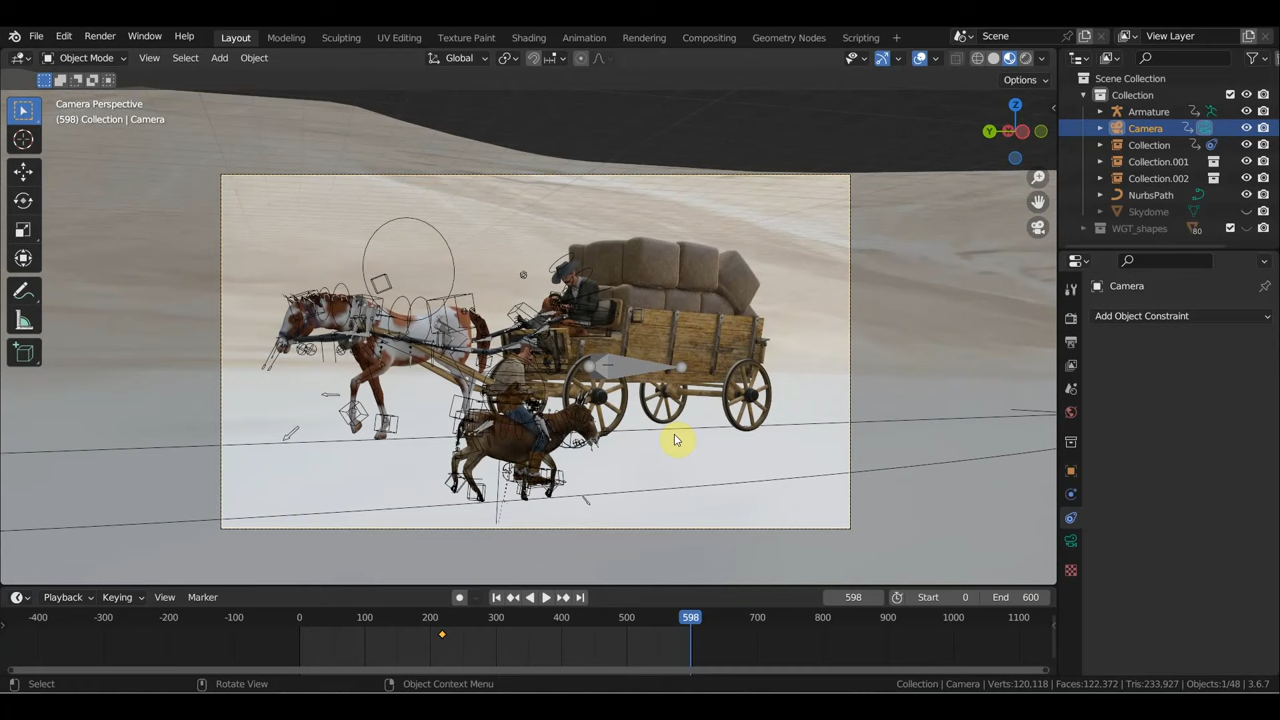 File Edit Render Window Help Layout Modeling Sculpting UV Editing Texture Paint Shading Animation Rendering Compositing Geometry Nodes Scripting + Scene View Layer
Object Mode View Select Add Object Global
Options
Camera Perspective
(598) Collection | Camera
Z
Y
X
Scene Collection
Collection
Armature
Camera
Collection
Collection.001
Collection.002
NurbsPath
Skydome
WGT_shapes 80
Camera
Add Object Constraint
Playback Keying View Marker 598 Start 0 End 600
-400 -300 -200 -100 0 100 200 300 400 500 598 700 800 900 1000 1100
Select Rotate View Object Context Menu Collection | Camera | Verts:120,118 | Faces:122,372 | Tris:233,927 | Objects:1/48 | 3.6.7